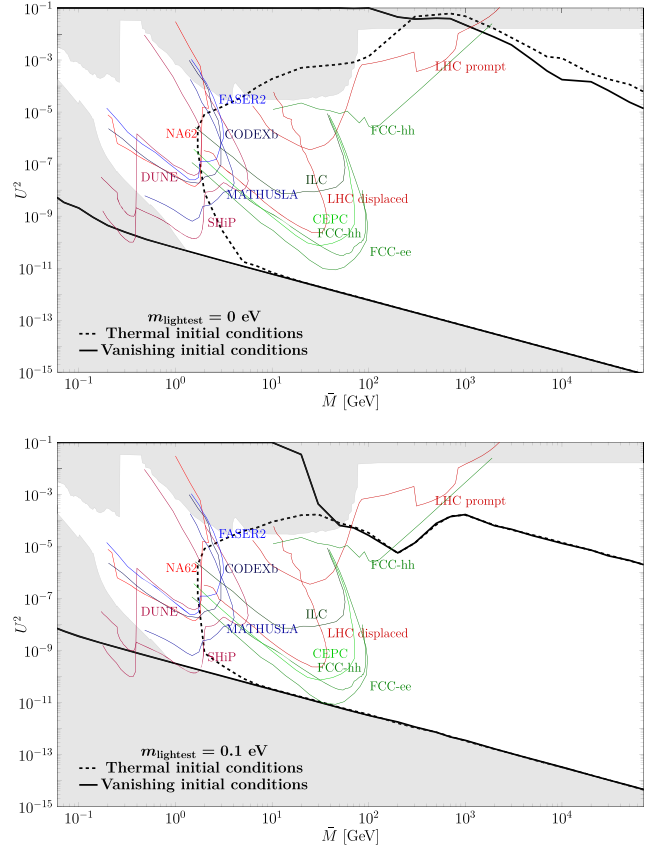 10^{-1}
10^{-3}
10^{-5}
10^{-7}
10^{-9}
10^{-11}
10^{-13}
10^{-15}
U^2
LHC prompt
FASER2
FCC-hh
NA62
CODEXb
DUNE
ILC
MATHUSLA
LHC displaced
SHiP
CEPC
FCC-hh
FCC-ee
m_{lightest} = 0 eV
Thermal initial conditions
Vanishing initial conditions
10^{-1} 10^0 10^1 10^2 10^3 10^4
M̄ [GeV]
10^{-1}
10^{-3}
10^{-5}
10^{-7}
10^{-9}
10^{-11}
10^{-13}
10^{-15}
U^2
LHC prompt
FASER2
FCC-hh
NA62
CODEXb
DUNE
ILC
MATHUSLA
LHC displaced
SHiP
CEPC
FCC-hh
FCC-ee
m_{lightest} = 0.1 eV
Thermal initial conditions
Vanishing initial conditions
10^{-1} 10^0 10^1 10^2 10^3 10^4
M̄ [GeV]